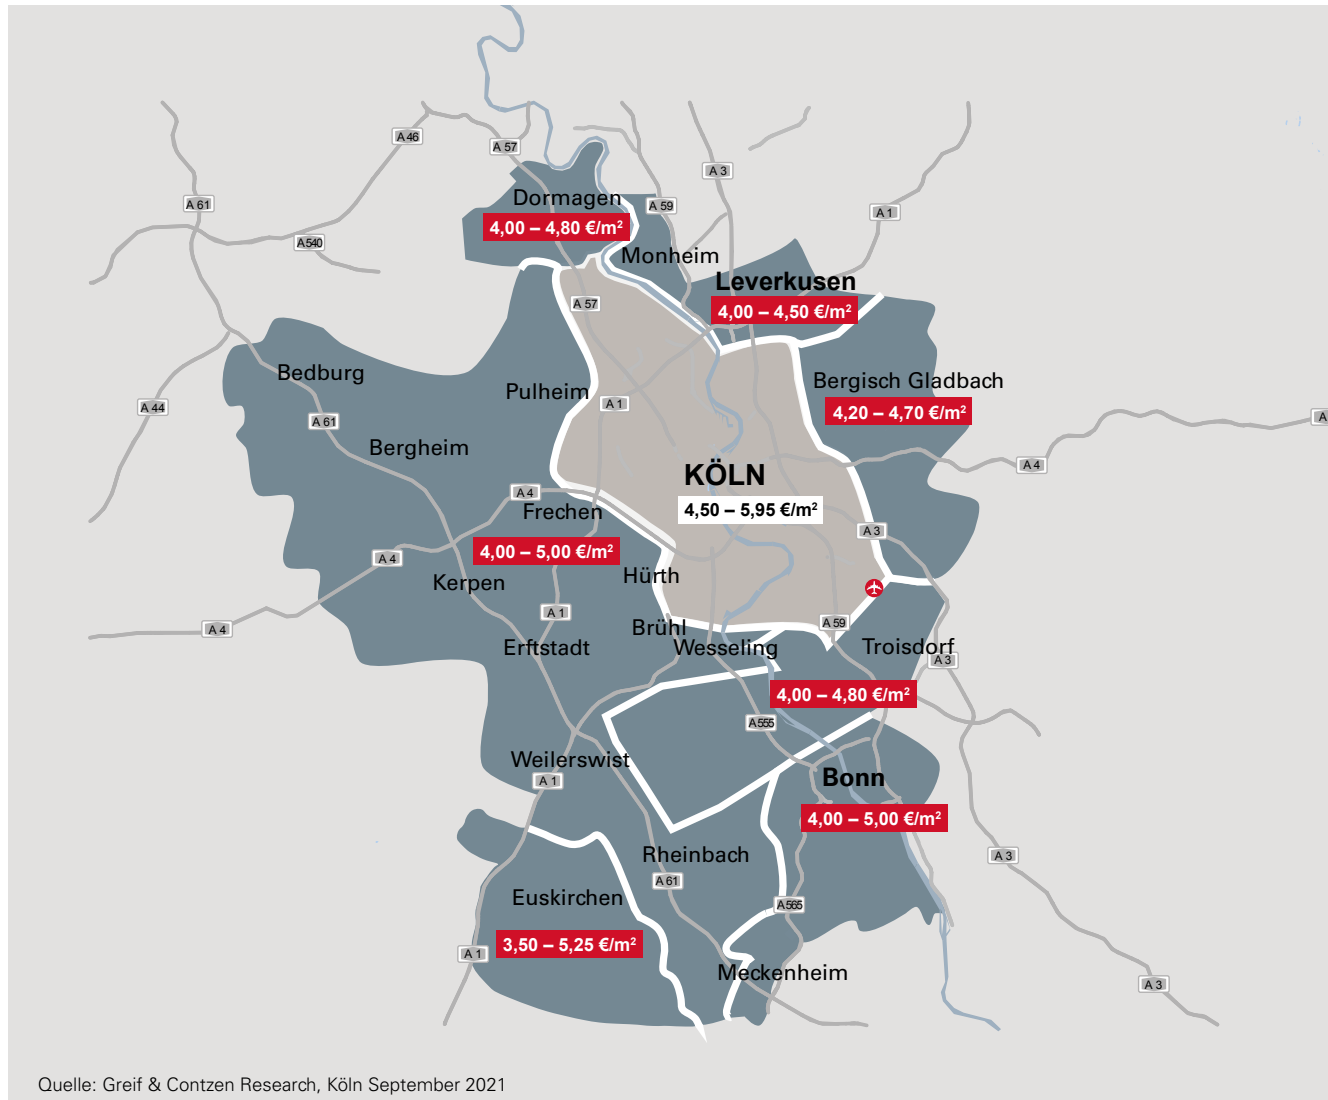 A 46
A 57
A 3
Dormagen
A 61
A 59
A 1
4,00 – 4,80 €/m²
A540
Monheim
Leverkusen
A 57
4,00 – 4,50 €/m²
Bedburg
Pulheim
Bergisch Gladbach
A 44
A 1
4,20 – 4,70 €/m²
A
A 61
Bergheim
A 4
KÖLN
A 4
Frechen
4,50 – 5,95 €/m²
A 3
4,00 – 5,00 €/m²
A 4
Kerpen
Hürth
A 1
A 4
Brühl
A 59
Erftstadt
Wesseling
Troisdorf
A 3
4,00 – 4,80 €/m²
A555
Weilerswist
A 1
Bonn
4,00 – 5,00 €/m²
Rheinbach
A 3
A 61
Euskirchen
A565
3,50 – 5,25 €/m²
A 1
Meckenheim
A 3
Quelle: Greif & Contzen Research, Köln September 2021